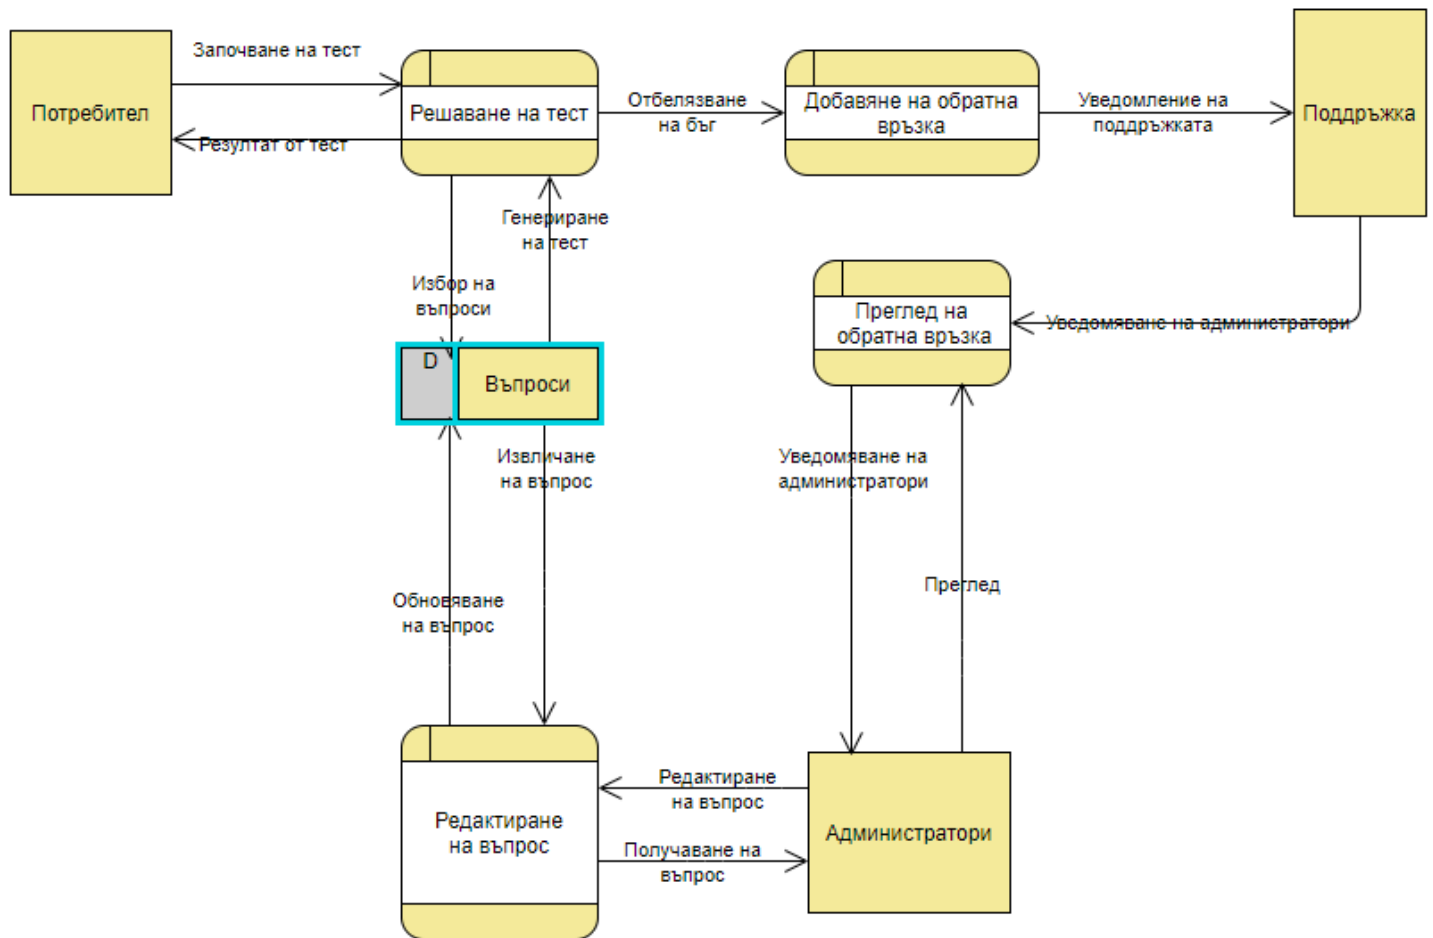 Потребител
Започване на тест
Резултат от тест
Решаване на тест
Отбелязване
на бъг
Добавяне на обратна
връзка
Уведомление на
поддръжката
Поддръжка
Генериране
на тест
Избор на
въпроси
Преглед на
обратна връзка
Уведомяване на администратори
D
Въпроси
Извличане
на въпрос
Уведомяване на
администратори
Обновяване
на въпрос
Преглед
Редактиране
на въпрос
Редактиране
на въпрос
Получаване на
въпрос
Администратори